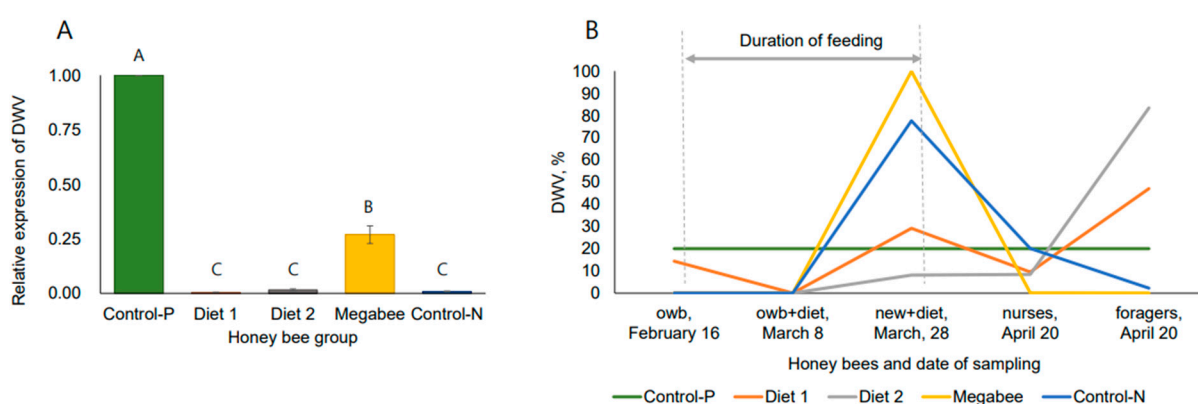 A
Relative expression of DWV
1.00
0.75
0.50
0.25
0.00
A
C
C
B
C
Control-P Diet 1 Diet 2 Megabee Control-N
Honey bee group
B
Duration of feeding
DWV, %
100
90
80
70
60
50
40
30
20
10
0
owb, owb+diet, new+diet, nurses, foragers,
February 16 March 8 March, 28 April 20 April 20
Honey bees and date of sampling
Control-P Diet 1 Diet 2 Megabee Control-N